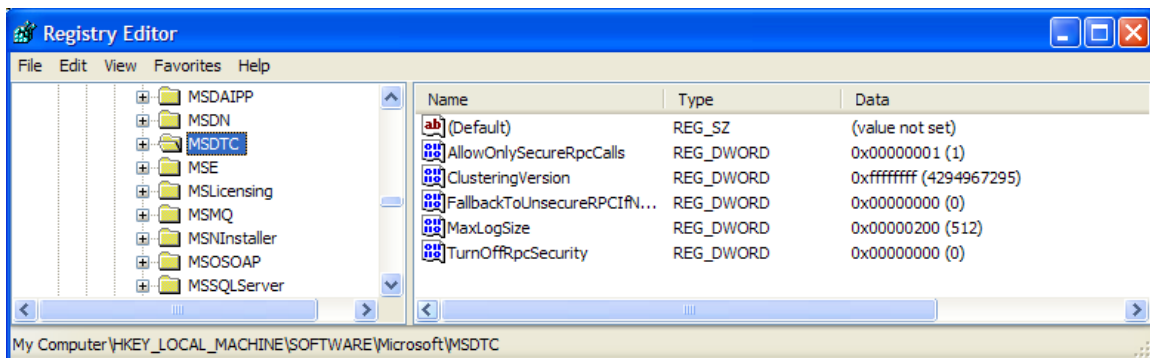 Registry Editor
File Edit View Favorites Help
MSDAIPP
MSDN
MSDTC
MSE
MSLicensing
MSMQ
MSNInstaller
MSOSOAP
MSSQLServer
Name Type Data
(Default) REG_SZ (value not set)
AllowOnlySecureRpcCalls REG_DWORD 0x00000001 (1)
ClusteringVersion REG_DWORD 0xffffffff (4294967295)
FallbackToUnsecureRPCIfN... REG_DWORD 0x00000000 (0)
MaxLogSize REG_DWORD 0x00000200 (512)
TurnOffRpcSecurity REG_DWORD 0x00000000 (0)
My Computer\HKEY_LOCAL_MACHINE\SOFTWARE\Microsoft\MSDTC